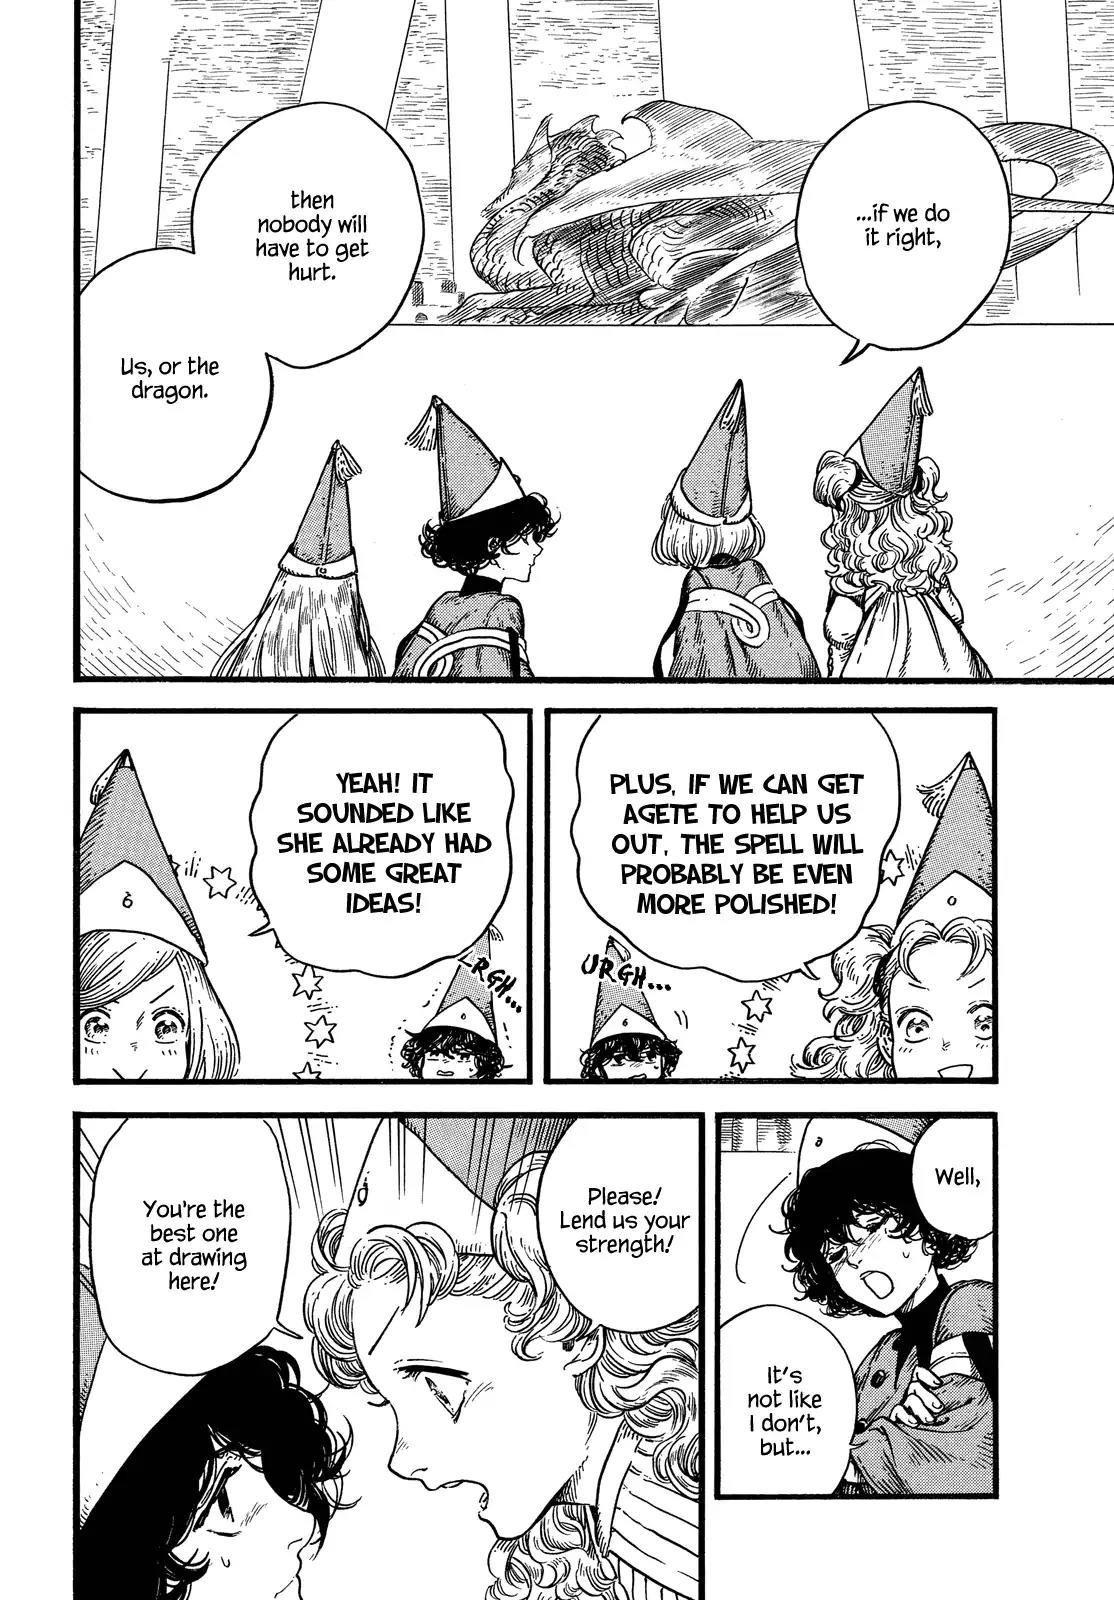 ...if we do
it right,
then
nobody will
have to get
hurt.
Us, or the
dragon.
PLUS, IF WE CAN GET
AGETE TO HELP US
OUT, THE SPELL WILL
PROBABLY BE EVEN
MORE POLISHED!
URGH...
YEAH! IT
SOUNDED LIKE
SHE ALREADY HAD
SOME GREAT
IDEAS!
URGH...
Well,
It's
not like
I don't,
but...
Please!
Lend us your
strength!
You're the
best one
at drawing
here!